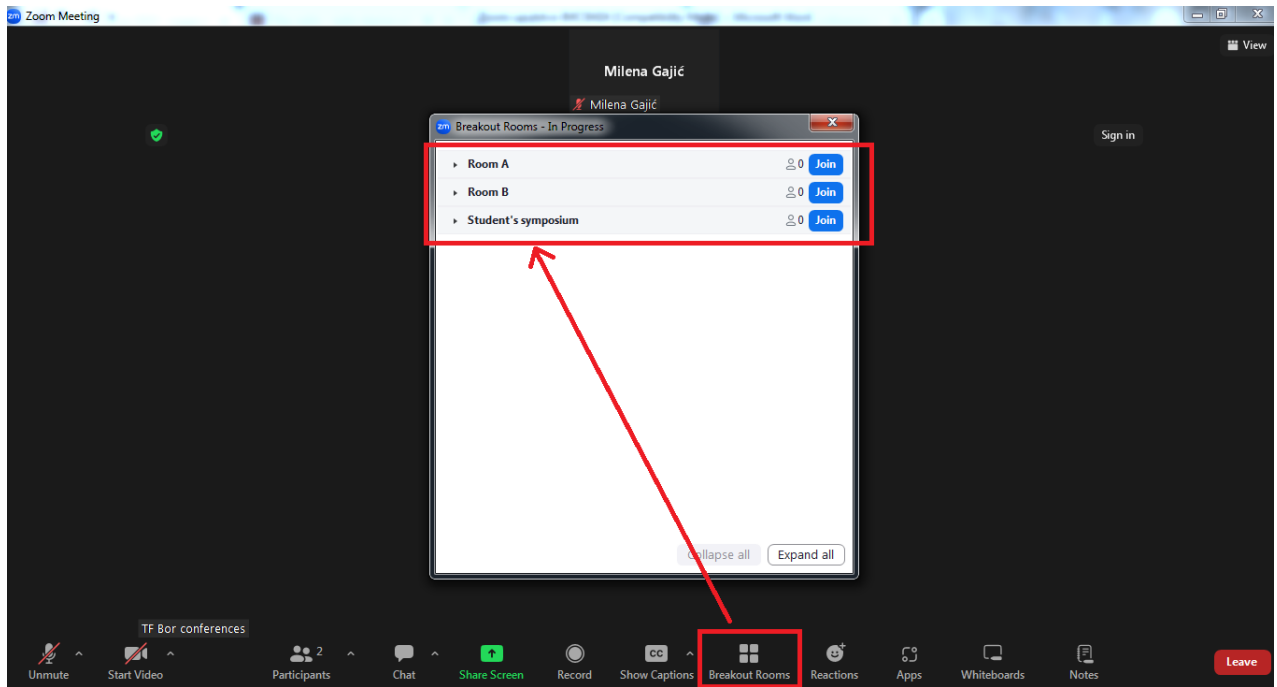 zm Zoom Meeting
View
Milena Gajić
Milena Gajić
Sign in
zm Breakout Rooms - In Progress
Room A 0 Join
Room B 0 Join
Student's symposium 0 Join
Collapse all Expand all
TF Bor conferences
2
CC
Unmute Start Video Participants Chat Share Screen Record Show Captions Breakout Rooms Reactions Apps Whiteboards Notes Leave